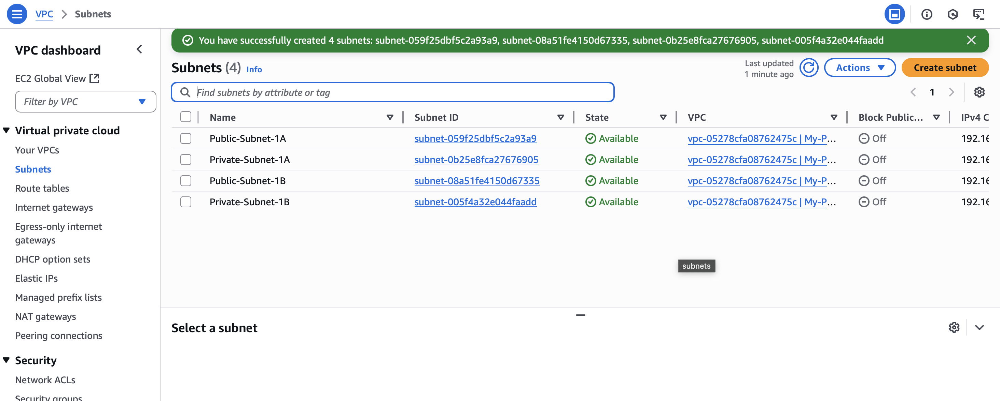 VPC > Subnets
You have successfully created 4 subnets: subnet-059f25dbf5c2a93a9, subnet-08a51fe4150d67335, subnet-0b25e8fca27676905, subnet-005f4a32e044faadd
VPC dashboard
EC2 Global View
Filter by VPC
Virtual private cloud
Your VPCs
Subnets
Route tables
Internet gateways
Egress-only internet
gateways
DHCP option sets
Elastic IPs
Managed prefix lists
NAT gateways
Peering connections
Security
Network ACLs
Security groups
Subnets (4) Info
Last updated
1 minute ago
Actions
Create subnet
Find subnets by attribute or tag
1
Name Subnet ID State VPC Block Public... IPv4 C
Public-Subnet-1A subnet-059f25dbf5c2a93a9 Available vpc-05278cfa08762475c | My-P... Off 192.16
Private-Subnet-1A subnet-0b25e8fca27676905 Available vpc-05278cfa08762475c | My-P... Off 192.16
Public-Subnet-1B subnet-08a51fe4150d67335 Available vpc-05278cfa08762475c | My-P... Off 192.16
Private-Subnet-1B subnet-005f4a32e044faadd Available vpc-05278cfa08762475c | My-P... Off 192.16
subnets
Select a subnet